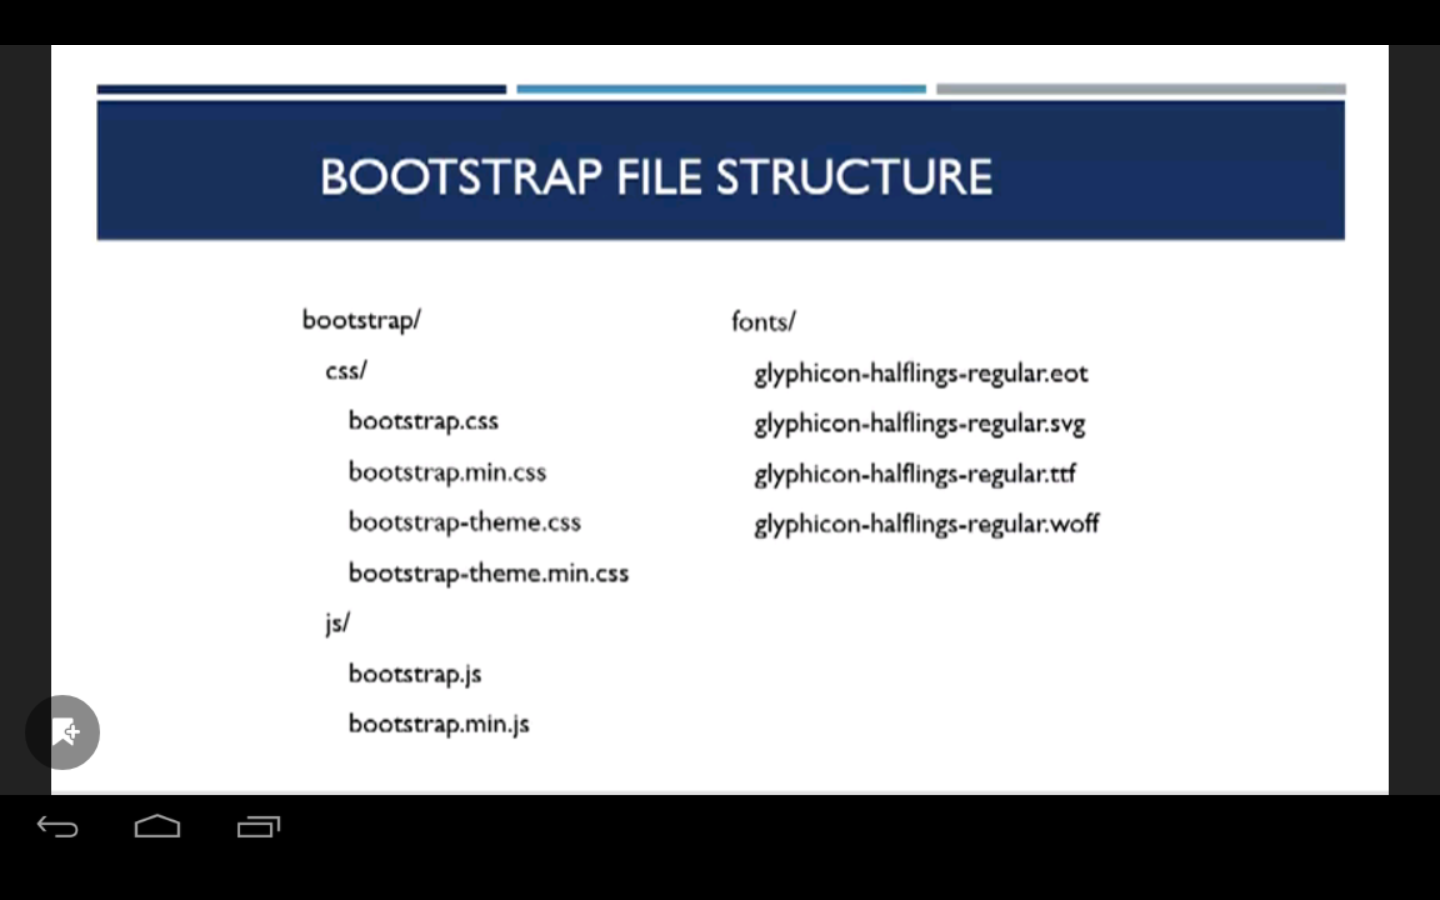 BOOTSTRAP FILE STRUCTURE
bootstrap/
css/
bootstrap.css
bootstrap.min.css
bootstrap-theme.css
bootstrap-theme.min.css
js/
bootstrap.js
bootstrap.min.js
fonts/
glyphicon-halflings-regular.eot
glyphicon-halflings-regular.svg
glyphicon-halflings-regular.ttf
glyphicon-halflings-regular.woff